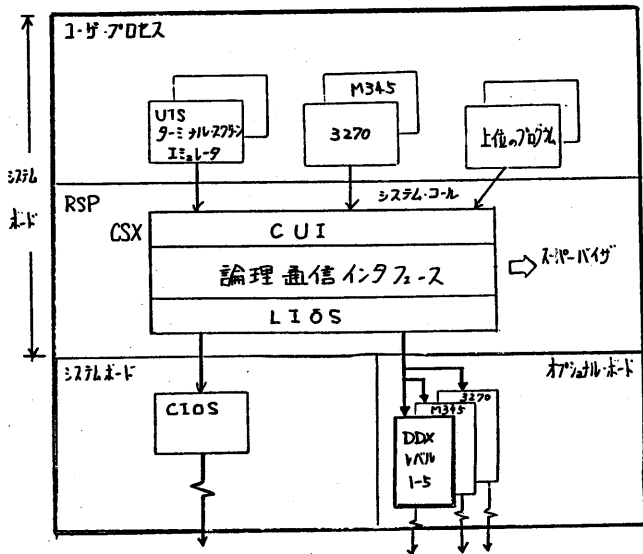 ユーザ・プロセス
M345
UTS
ターミナル・スクリーン
エミュレータ
3270
上位のプログラム
システム
ボード
RSP
システム・コール
CSX
CUI
論理通信インタフェース
スーパーバイザ
LIOS
システムボード
オプショナル・ボード
CIOS
3270
M345
DDX
レベル
1-5